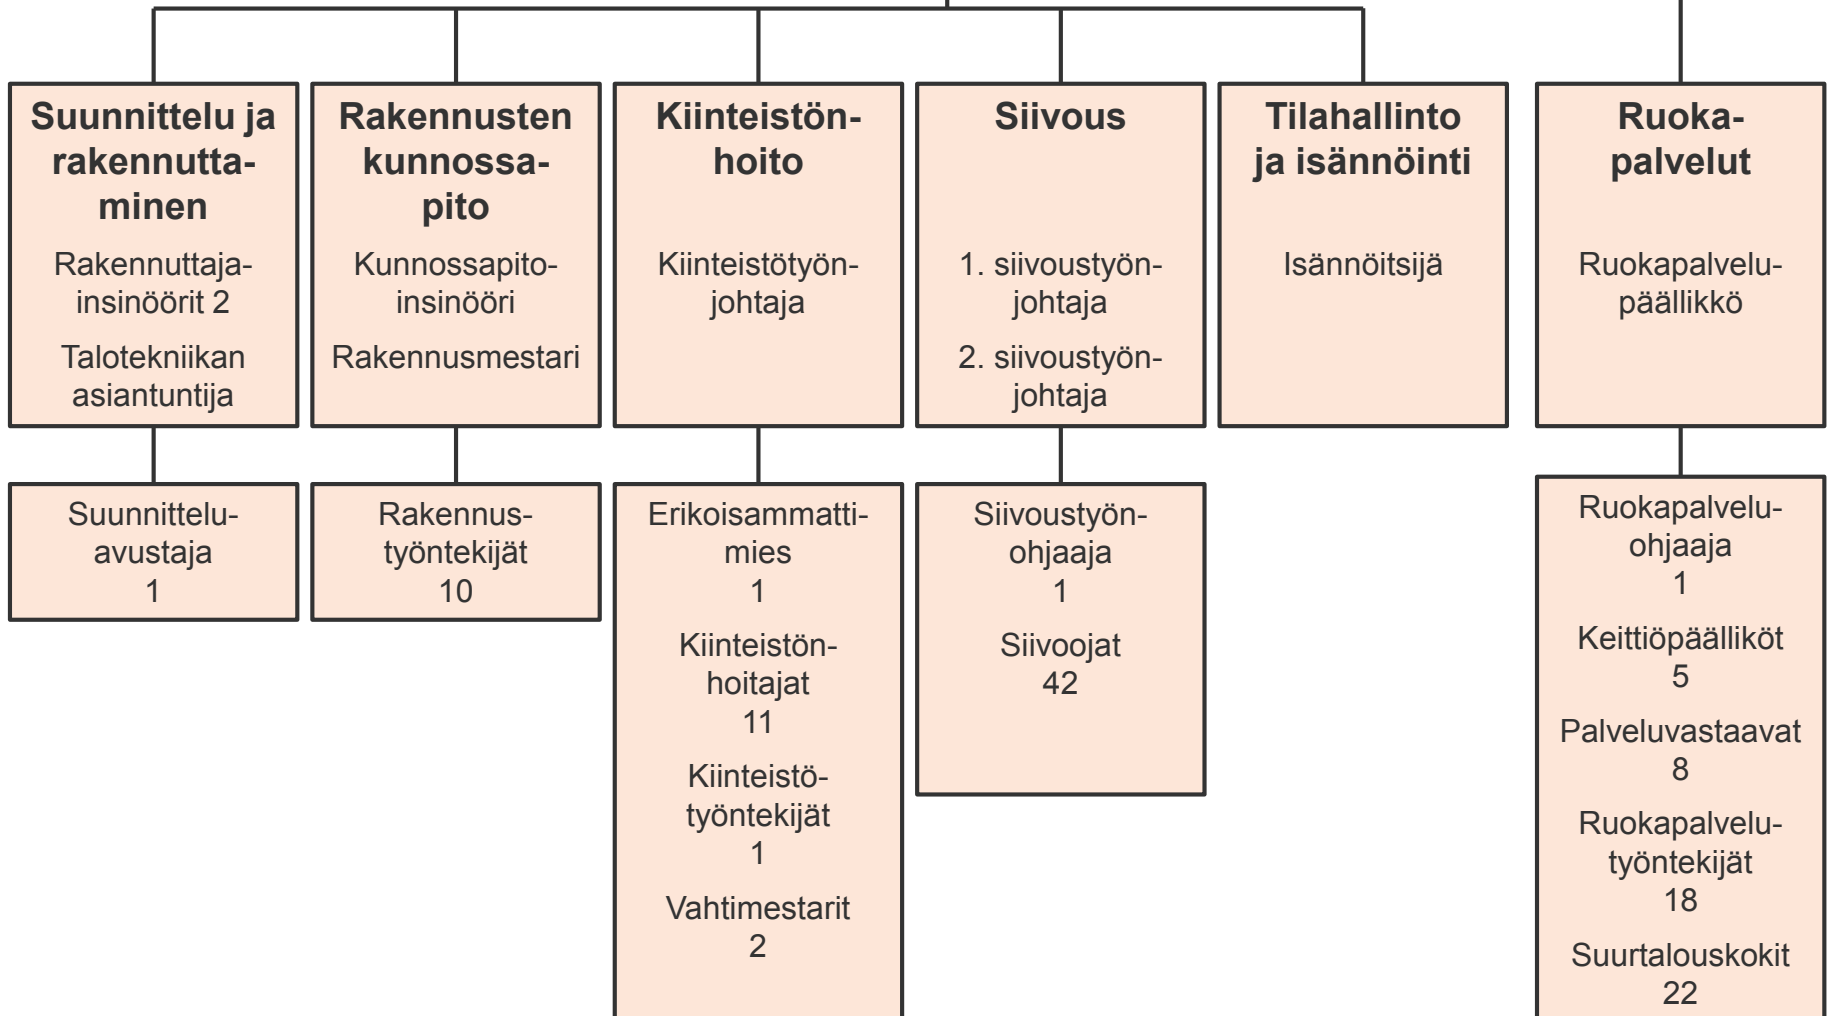 Suunnittelu ja
rakennutta-
minen
Rakennuttaja-
insinöörit 2
Talotekniikan
asiantuntija
Rakennusten
kunnossa-
pito
Kunnossapito-
insinööri
Rakennusmestari
Kiinteistön-
hoito
Kiinteistötyön-
johtaja
Siivous
1. siivoustyön-
johtaja
2. siivoustyön-
johtaja
Tilahallinto
ja isännöinti
Isännöitsijä
Ruoka-
palvelut
Ruokapalvelu-
päällikkö
Suunnittelu-
avustaja
1
Rakennus-
työntekijät
10
Erikoisammatti-
mies
1
Kiinteistön-
hoitajat
11
Kiinteistö-
työntekijät
1
Vahtimestarit
2
Siivoustyön-
ohjaaja
1
Siivoojat
42
Ruokapalvelu-
ohjaaja
1
Keittiöpäälliköt
5
Palveluvastaavat
8
Ruokapalvelu-
työntekijät
18
Suurtalouskokit
22